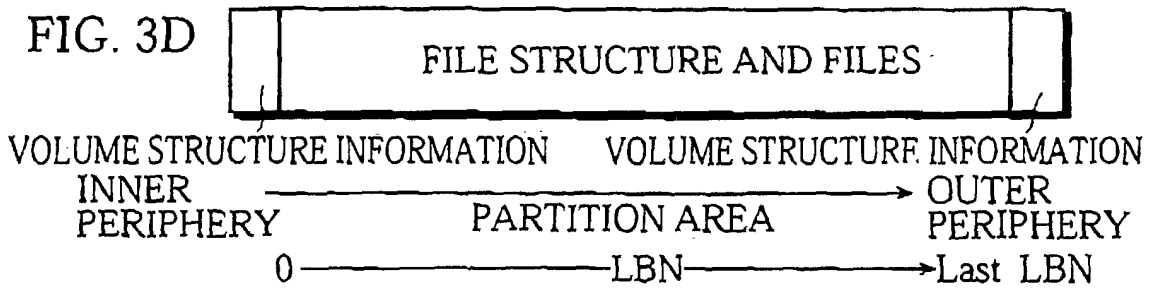 FIG. 3D
FILE STRUCTURE AND FILES
VOLUME STRUCTURE INFORMATION VOLUME STRUCTURE INFORMATION
INNER PERIPHERY
PARTITION AREA
OUTER PERIPHERY
0 LBN Last LBN